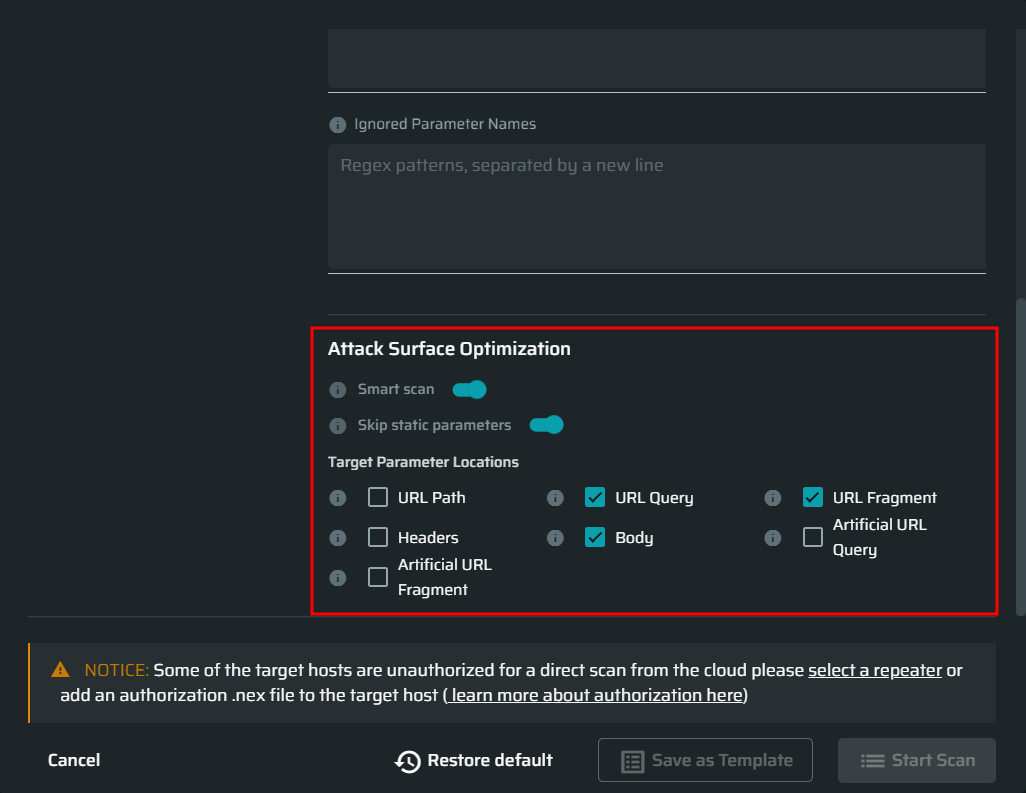 Ignored Parameter Names
Regex patterns, separated by a new line
Attack Surface Optimization
Smart scan
Skip static parameters
Target Parameter Locations
URL Path
URL Query
URL Fragment
Headers
Body
Artificial URL
Query
Artificial URL
Fragment
NOTICE: Some of the target hosts are unauthorized for a direct scan from the cloud please select a repeater or
add an authorization .nex file to the target host ( learn more about authorization here)
Cancel
Restore default
Save as Template
Start Scan